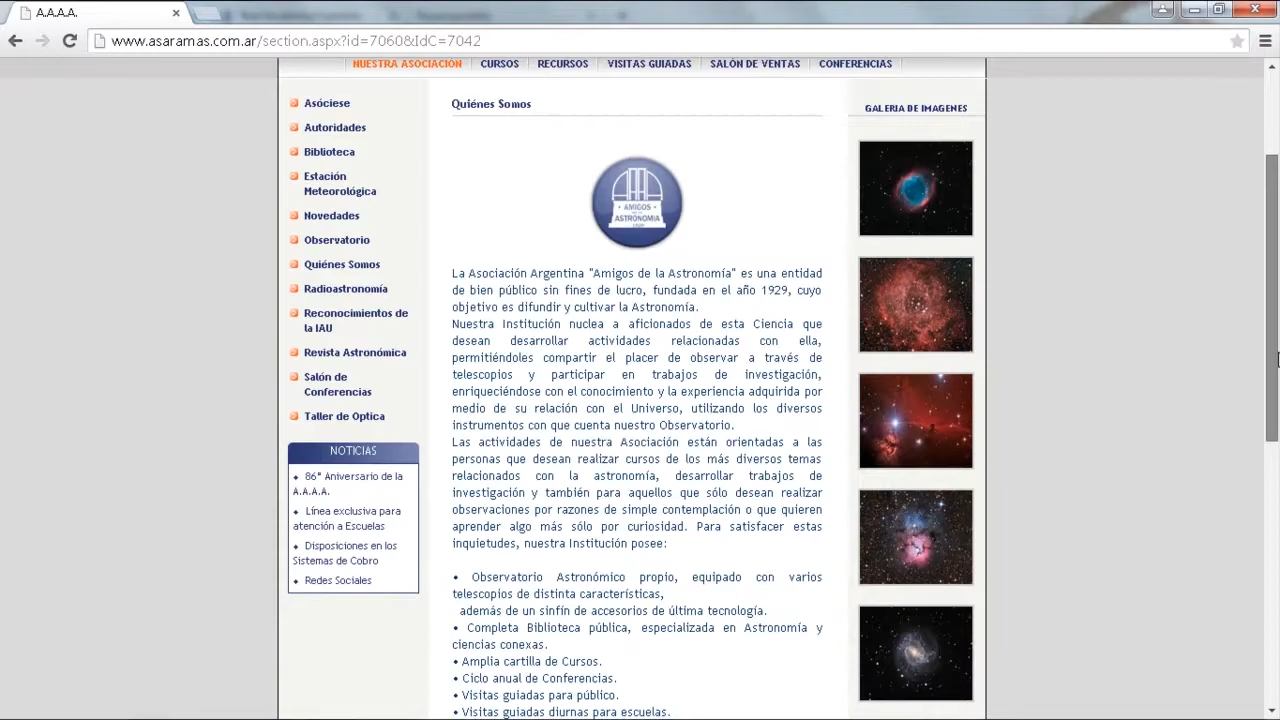 A.A.A.A.
www.asaramas.com.ar/section.aspx?id=7060&IdC=7042
NUESTRA ASOCIACIÓN
CURSOS
RECURSOS
VISITAS GUIADAS
SALÓN DE VENTAS
CONFERENCIAS
Asóciese
Autoridades
Biblioteca
Estación
Meteorológica
Novedades
Observatorio
Quiénes Somos
Radioastronomía
Reconocimientos de
la IAU
Revista Astronómica
Salón de
Conferencias
Taller de Optica
NOTICIAS
86° Aniversario de la
A.A.A.A.
Línea exclusiva para
atención a Escuelas
Disposiciones en los
Sistemas de Cobro
Redes Sociales
Quiénes Somos
AMIGOS
ASTRONOMIA
La Asociación Argentina "Amigos de la Astronomía" es una entidad
de bien público sin fines de lucro, fundada en el año 1929, cuyo
objetivo es difundir y cultivar la Astronomía.
Nuestra Institución nuclea a aficionados de esta Ciencia que
desean desarrollar actividades relacionadas con ella,
permitiéndoles compartir el placer de observar a través de
telescopios y participar en trabajos de investigación,
enriqueciéndose con el conocimiento y la experiencia adquirida por
medio de su relación con el Universo, utilizando los diversos
instrumentos con que cuenta nuestro Observatorio.
Las actividades de nuestra Asociación están orientadas a las
personas que desean realizar cursos de los más diversos temas
relacionados con la astronomía, desarrollar trabajos de
investigación y también para aquellos que sólo desean realizar
observaciones por razones de simple contemplación o que quieren
aprender algo más sólo por curiosidad. Para satisfacer estas
inquietudes, nuestra Institución posee:
• Observatorio Astronómico propio, equipado con varios
telescopios de distinta características,
además de un sinfín de accesorios de última tecnología.
• Completa Biblioteca pública, especializada en Astronomía y
ciencias conexas.
• Amplia cartilla de Cursos.
• Ciclo anual de Conferencias.
• Visitas guiadas para público.
• Visitas guiadas diurnas para escuelas.
GALERIA DE IMAGENES